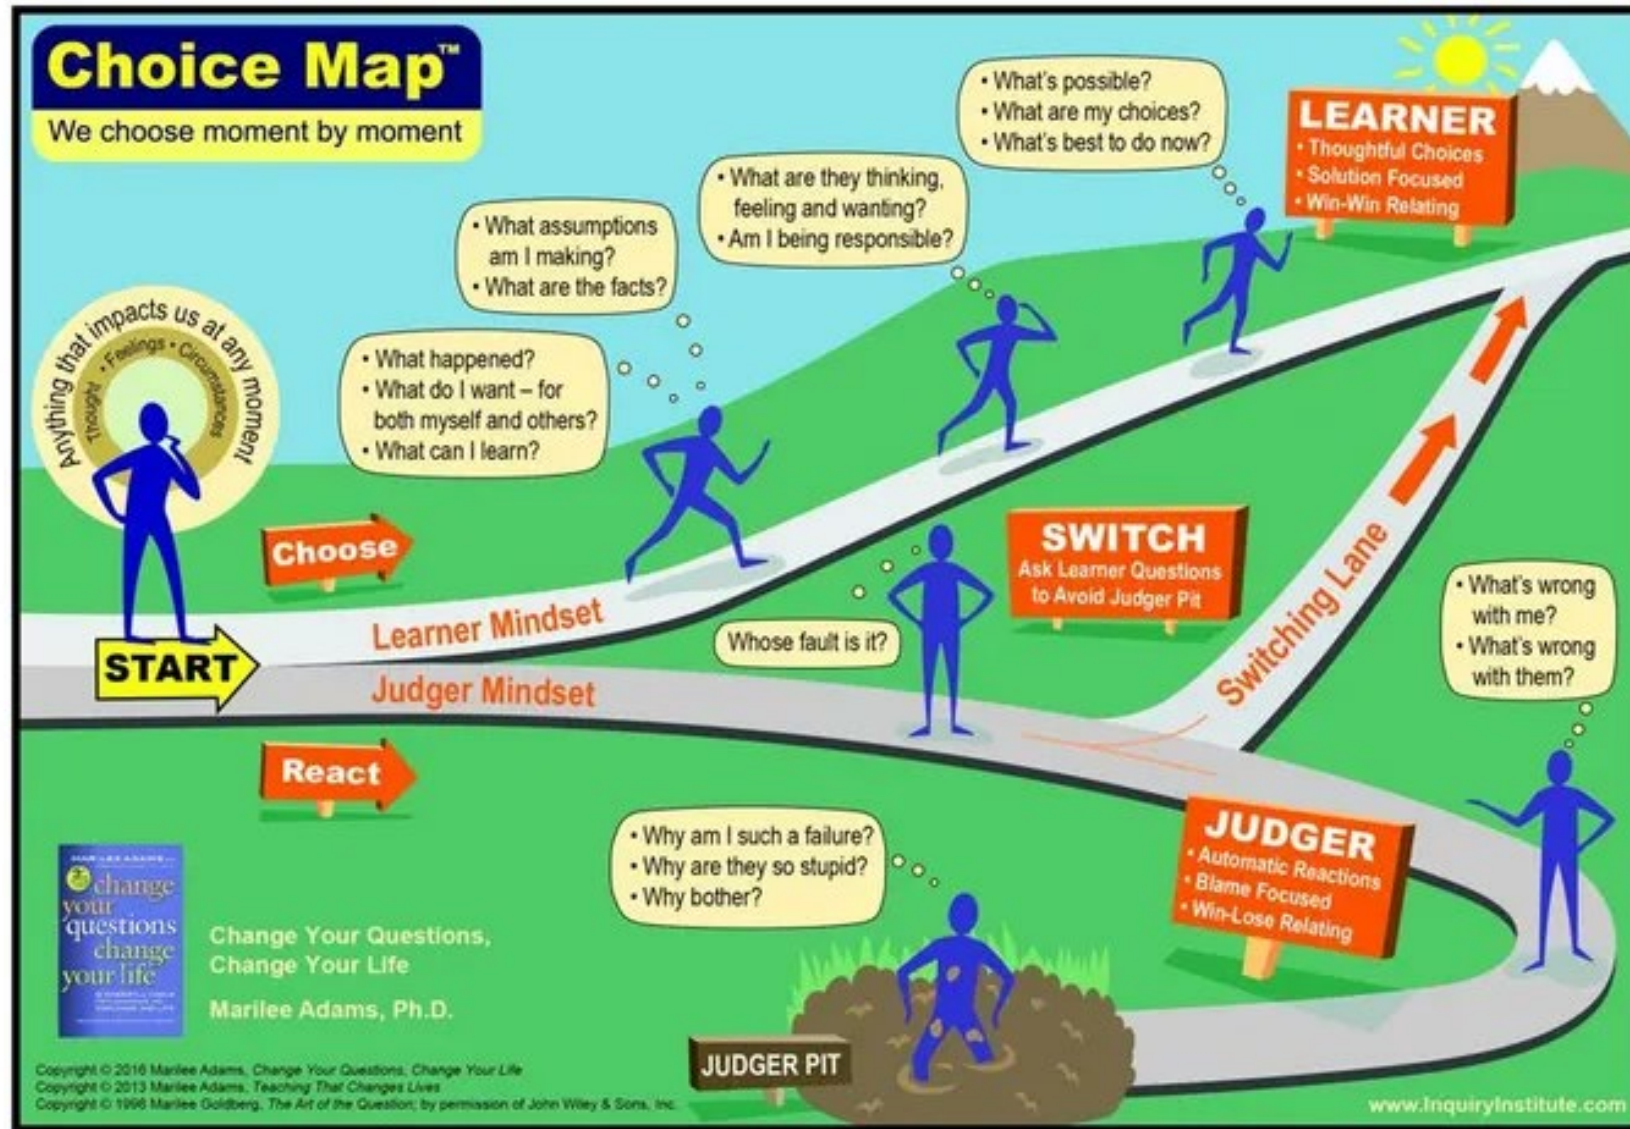 Choice Map™
We choose moment by moment
• What's possible?
• What are my choices?
• What's best to do now?
LEARNER
• Thoughtful Choices
• Solution Focused
• Win-Win Relating
• What are they thinking,
feeling and wanting?
• Am I being responsible?
• What assumptions
am I making?
• What are the facts?
• What happened?
• What do I want – for
both myself and others?
• What can I learn?
Anything that impacts us at any moment
Thought • Feelings • Circumstances
Choose
START
Learner Mindset
Judger Mindset
React
SWITCH
Ask Learner Questions
to Avoid Judger Pit
Whose fault is it?
Switching Lane
• What's wrong
with me?
• What's wrong
with them?
JUDGER
• Automatic Reactions
• Blame Focused
• Win-Lose Relating
• Why am I such a failure?
• Why are they so stupid?
• Why bother?
JUDGER PIT
MARILEE ADAMS
change
your
questions
change
your life
Change Your Questions,
Change Your Life
Marilee Adams, Ph.D.
Copyright © 2016 Marilee Adams, Change Your Questions, Change Your Life
Copyright © 2013 Marilee Adams, Teaching That Changes Lives
Copyright © 1998 Marilee Goldberg, The Art of the Question; by permission of John Wiley & Sons, Inc.
www.InquiryInstitute.com